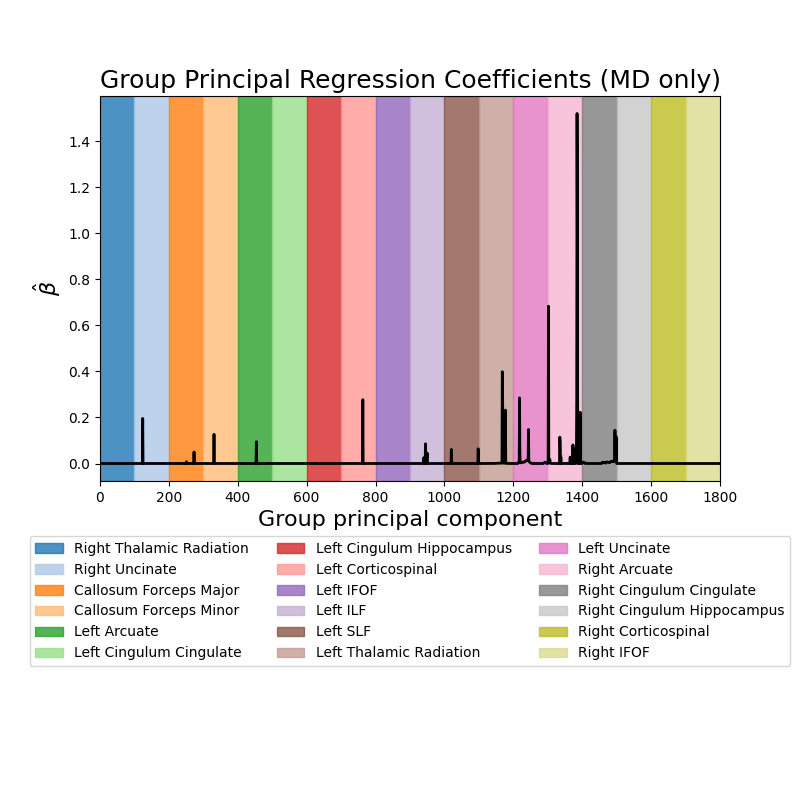 Group Principal Regression Coefficients (MD only)
1.4
1.2
1.0
0.8
0.6
0.4
0.2
0.0
β̂
0 200 400 600 800 1000 1200 1400 1600 1800
Group principal component
Right Thalamic Radiation Left Cingulum Hippocampus Left Uncinate
Right Uncinate Left Corticospinal Right Arcuate
Callosum Forceps Major Left IFOF Right Cingulum Cingulate
Callosum Forceps Minor Left ILF Right Cingulum Hippocampus
Left Arcuate Left SLF Right Corticospinal
Left Cingulum Cingulate Left Thalamic Radiation Right IFOF